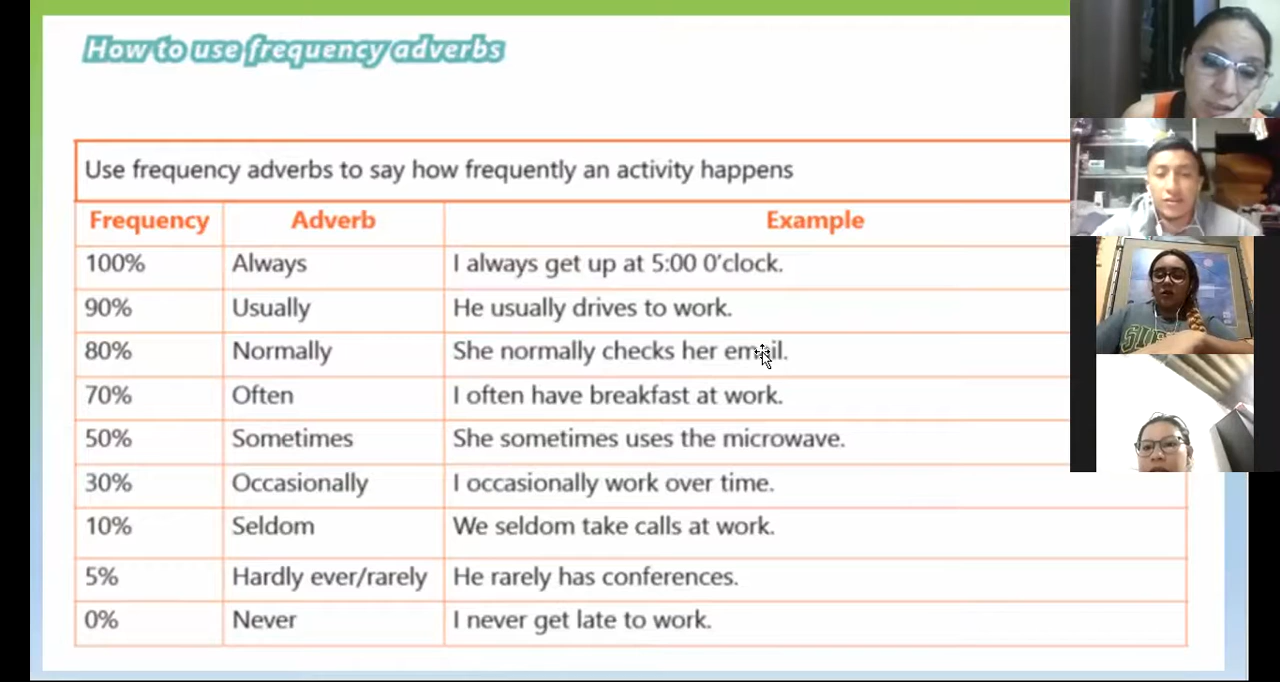 How to use frequency adverbs
Use frequency adverbs to say how frequently an activity happens
Frequency Adverb Example
100% Always I always get up at 5:00 0'clock.
90% Usually He usually drives to work.
80% Normally She normally checks her email.
70% Often I often have breakfast at work.
50% Sometimes She sometimes uses the microwave.
30% Occasionally I occasionally work over time.
10% Seldom We seldom take calls at work.
5% Hardly ever/rarely He rarely has conferences.
0% Never I never get late to work.